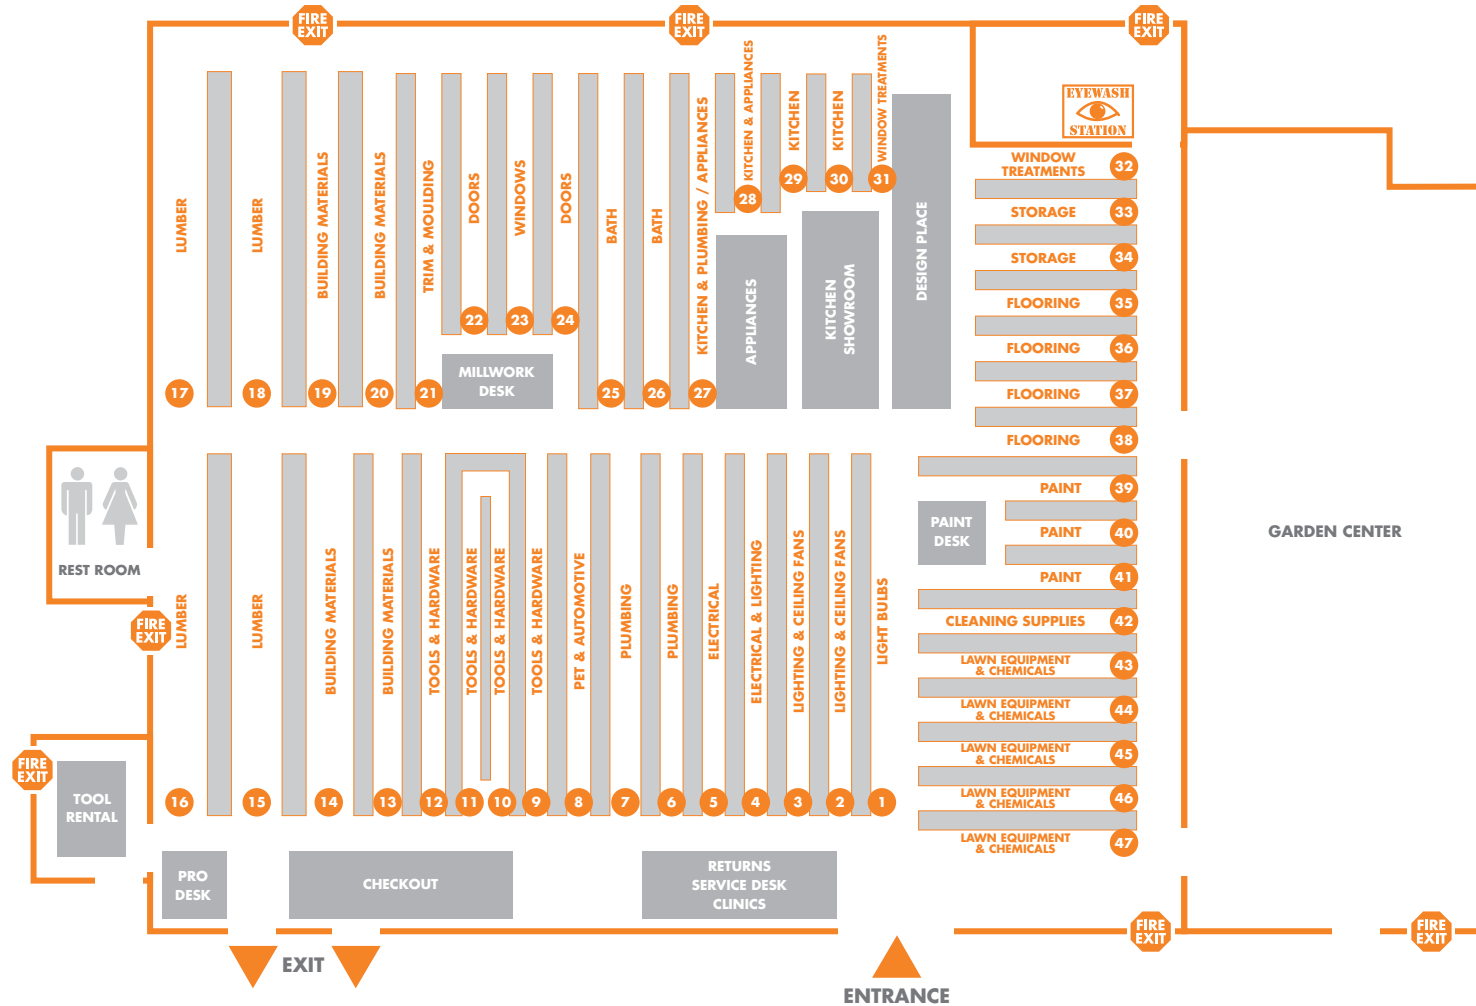 FIRE
EXIT
FIRE
EXIT
FIRE
EXIT
EYEWASH
STATION
LUMBER
17
LUMBER
18
BUILDING MATERIALS
19
BUILDING MATERIALS
20
TRIM & MOULDING
21
DOORS
22
WINDOWS
23
DOORS
24
MILLWORK
DESK
BATH
25
BATH
26
KITCHEN & PLUMBING / APPLIANCES
27
KITCHEN & APPLIANCES
28
KITCHEN
29
KITCHEN
30
WINDOW TREATMENTS
31
APPLIANCES
KITCHEN
SHOWROOM
DESIGN PLACE
WINDOW
TREATMENTS
32
STORAGE
33
STORAGE
34
FLOORING
35
FLOORING
36
FLOORING
37
FLOORING
38
PAINT
39
PAINT
DESK
PAINT
40
PAINT
41
CLEANING SUPPLIES
42
LAWN EQUIPMENT
& CHEMICALS
43
LAWN EQUIPMENT
& CHEMICALS
44
LAWN EQUIPMENT
& CHEMICALS
45
LAWN EQUIPMENT
& CHEMICALS
46
LAWN EQUIPMENT
& CHEMICALS
47
GARDEN CENTER
REST ROOM
FIRE
EXIT
LUMBER
16
LUMBER
15
BUILDING MATERIALS
14
BUILDING MATERIALS
13
TOOLS & HARDWARE
12
TOOLS & HARDWARE
11
TOOLS & HARDWARE
10
TOOLS & HARDWARE
9
PET & AUTOMOTIVE
8
PLUMBING
7
PLUMBING
6
ELECTRICAL
5
ELECTRICAL & LIGHTING
4
LIGHTING & CEILING FANS
3
LIGHTING & CEILING FANS
2
LIGHT BULBS
1
FIRE
EXIT
TOOL
RENTAL
PRO
DESK
CHECKOUT
RETURNS
SERVICE DESK
CLINICS
FIRE
EXIT
FIRE
EXIT
EXIT
ENTRANCE